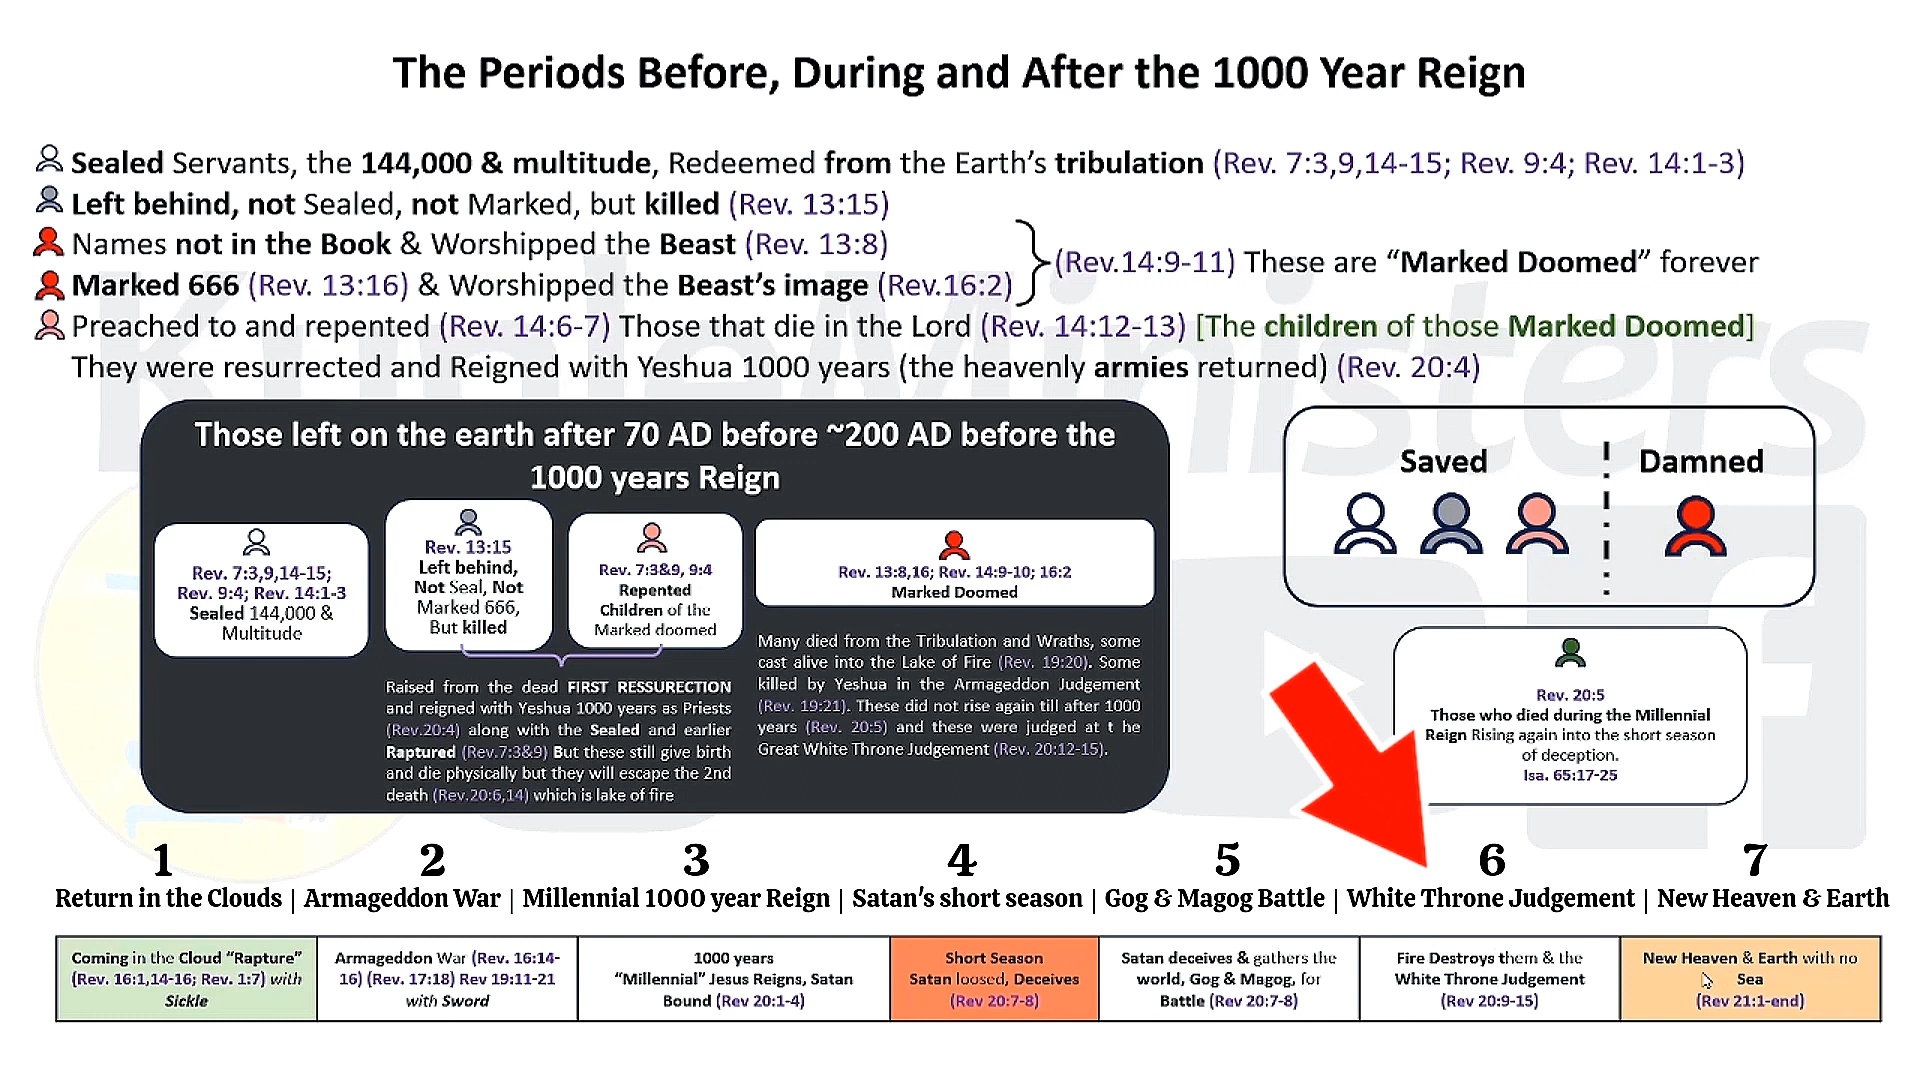 The Periods Before, During and After the 1000 Year Reign
Sealed Servants, the 144,000 & multitude, Redeemed from the Earth's tribulation (Rev. 7:3,9,14-15; Rev. 9:4; Rev. 14:1-3)
Left behind, not Sealed, not Marked, but killed (Rev. 13:15)
Names not in the Book & Worshipped the Beast (Rev. 13:8)
Marked 666 (Rev. 13:16) & Worshipped the Beast's image (Rev.16:2)
(Rev.14:9-11) These are “Marked Doomed” forever
Preached to and repented (Rev. 14:6-7) Those that die in the Lord (Rev. 14:12-13) [The children of those Marked Doomed]
They were resurrected and Reigned with Yeshua 1000 years (the heavenly armies returned) (Rev. 20:4)
Those left on the earth after 70 AD before ~200 AD before the
1000 years Reign
Rev. 7:3,9,14-15;
Rev. 9:4; Rev. 14:1-3
Sealed 144,000 &
Multitude
Rev. 13:15
Left behind,
Not Seal, Not
Marked 666,
But killed
Rev. 7:3&9, 9:4
Repented
Children of the
Marked doomed
Rev. 13:8,16; Rev. 14:9-10; 16:2
Marked Doomed
Raised from the dead FIRST RESSURECTION
and reigned with Yeshua 1000 years as Priests
(Rev.20:4) along with the Sealed and earlier
Raptured (Rev.7:3&9) But these still give birth
and die physically but they will escape the 2nd
death (Rev.20:6,14) which is lake of fire
Many died from the Tribulation and Wraths, some
cast alive into the Lake of Fire (Rev. 19:20). Some
killed by Yeshua in the Armageddon Judgement
(Rev. 19:21). These did not rise again till after 1000
years (Rev. 20:5) and these were judged at t he
Great White Throne Judgement (Rev. 20:12-15).
Saved
Damned
Rev. 20:5
Those who died during the Millennial
Reign Rising again into the short season
of deception.
Isa. 65:17-25
1 2 3 4 5 6 7
Return in the Clouds | Armageddon War | Millennial 1000 year Reign | Satan's short season | Gog & Magog Battle | White Throne Judgement | New Heaven & Earth
Coming in the Cloud “Rapture”
(Rev. 16:1,14-16; Rev. 1:7) with
Sickle
Armageddon War (Rev. 16:14-
16) (Rev. 17:18) Rev 19:11-21
with Sword
1000 years
“Millennial” Jesus Reigns, Satan
Bound (Rev 20:1-4)
Short Season
Satan loosed, Deceives
(Rev 20:7-8)
Satan deceives & gathers the
world, Gog & Magog, for
Battle (Rev 20:7-8)
Fire Destroys them & the
White Throne Judgement
(Rev 20:9-15)
New Heaven & Earth with no
Sea
(Rev 21:1-end)